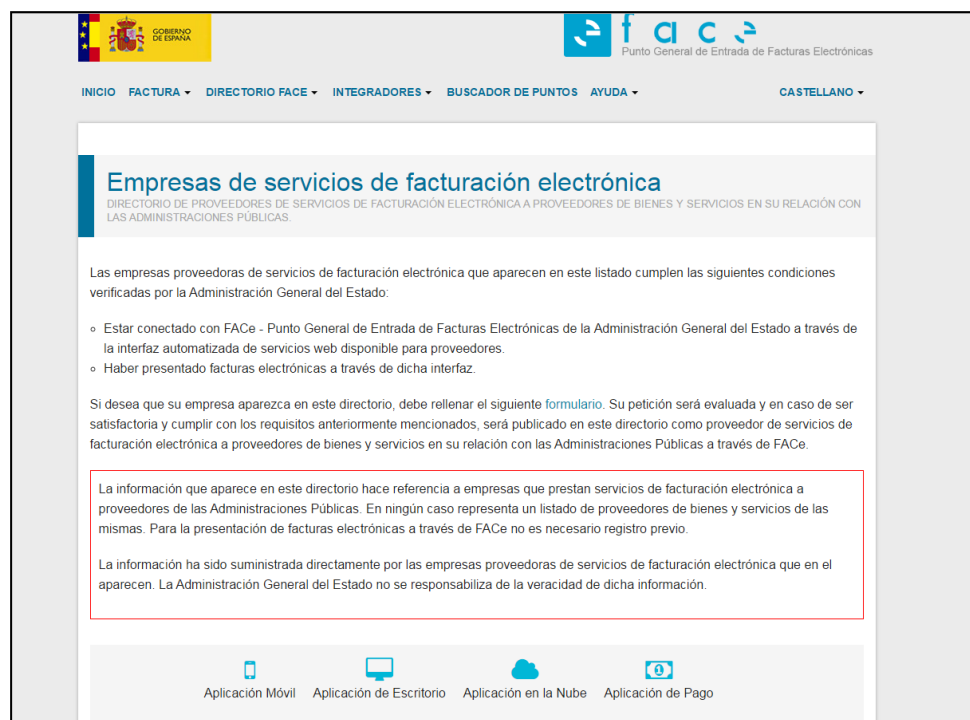 GOBIERNO
DE ESPAÑA
face
Punto General de Entrada de Facturas Electrónicas
INICIO FACTURA DIRECTORIO FACE INTEGRADORES BUSCADOR DE PUNTOS AYUDA CASTELLANO
Empresas de servicios de facturación electrónica
DIRECTORIO DE PROVEEDORES DE SERVICIOS DE FACTURACIÓN ELECTRÓNICA A PROVEEDORES DE BIENES Y SERVICIOS EN SU RELACIÓN CON
LAS ADMINISTRACIONES PÚBLICAS.
Las empresas proveedoras de servicios de facturación electrónica que aparecen en este listado cumplen las siguientes condiciones
verificadas por la Administración General del Estado:
Estar conectado con FACe - Punto General de Entrada de Facturas Electrónicas de la Administración General del Estado a través de
la interfaz automatizada de servicios web disponible para proveedores.
Haber presentado facturas electrónicas a través de dicha interfaz.
Si desea que su empresa aparezca en este directorio, debe rellenar el siguiente formulario. Su petición será evaluada y en caso de ser
satisfactoria y cumplir con los requisitos anteriormente mencionados, será publicado en este directorio como proveedor de servicios de
facturación electrónica a proveedores de bienes y servicios en su relación con las Administraciones Públicas a través de FACe.
La información que aparece en este directorio hace referencia a empresas que prestan servicios de facturación electrónica a
proveedores de las Administraciones Públicas. En ningún caso representa un listado de proveedores de bienes y servicios de las
mismas. Para la presentación de facturas electrónicas a través de FACe no es necesario registro previo.
La información ha sido suministrada directamente por las empresas proveedoras de servicios de facturación electrónica que en el
aparecen. La Administración General del Estado no se responsabiliza de la veracidad de dicha información.
Aplicación Móvil Aplicación de Escritorio Aplicación en la Nube Aplicación de Pago